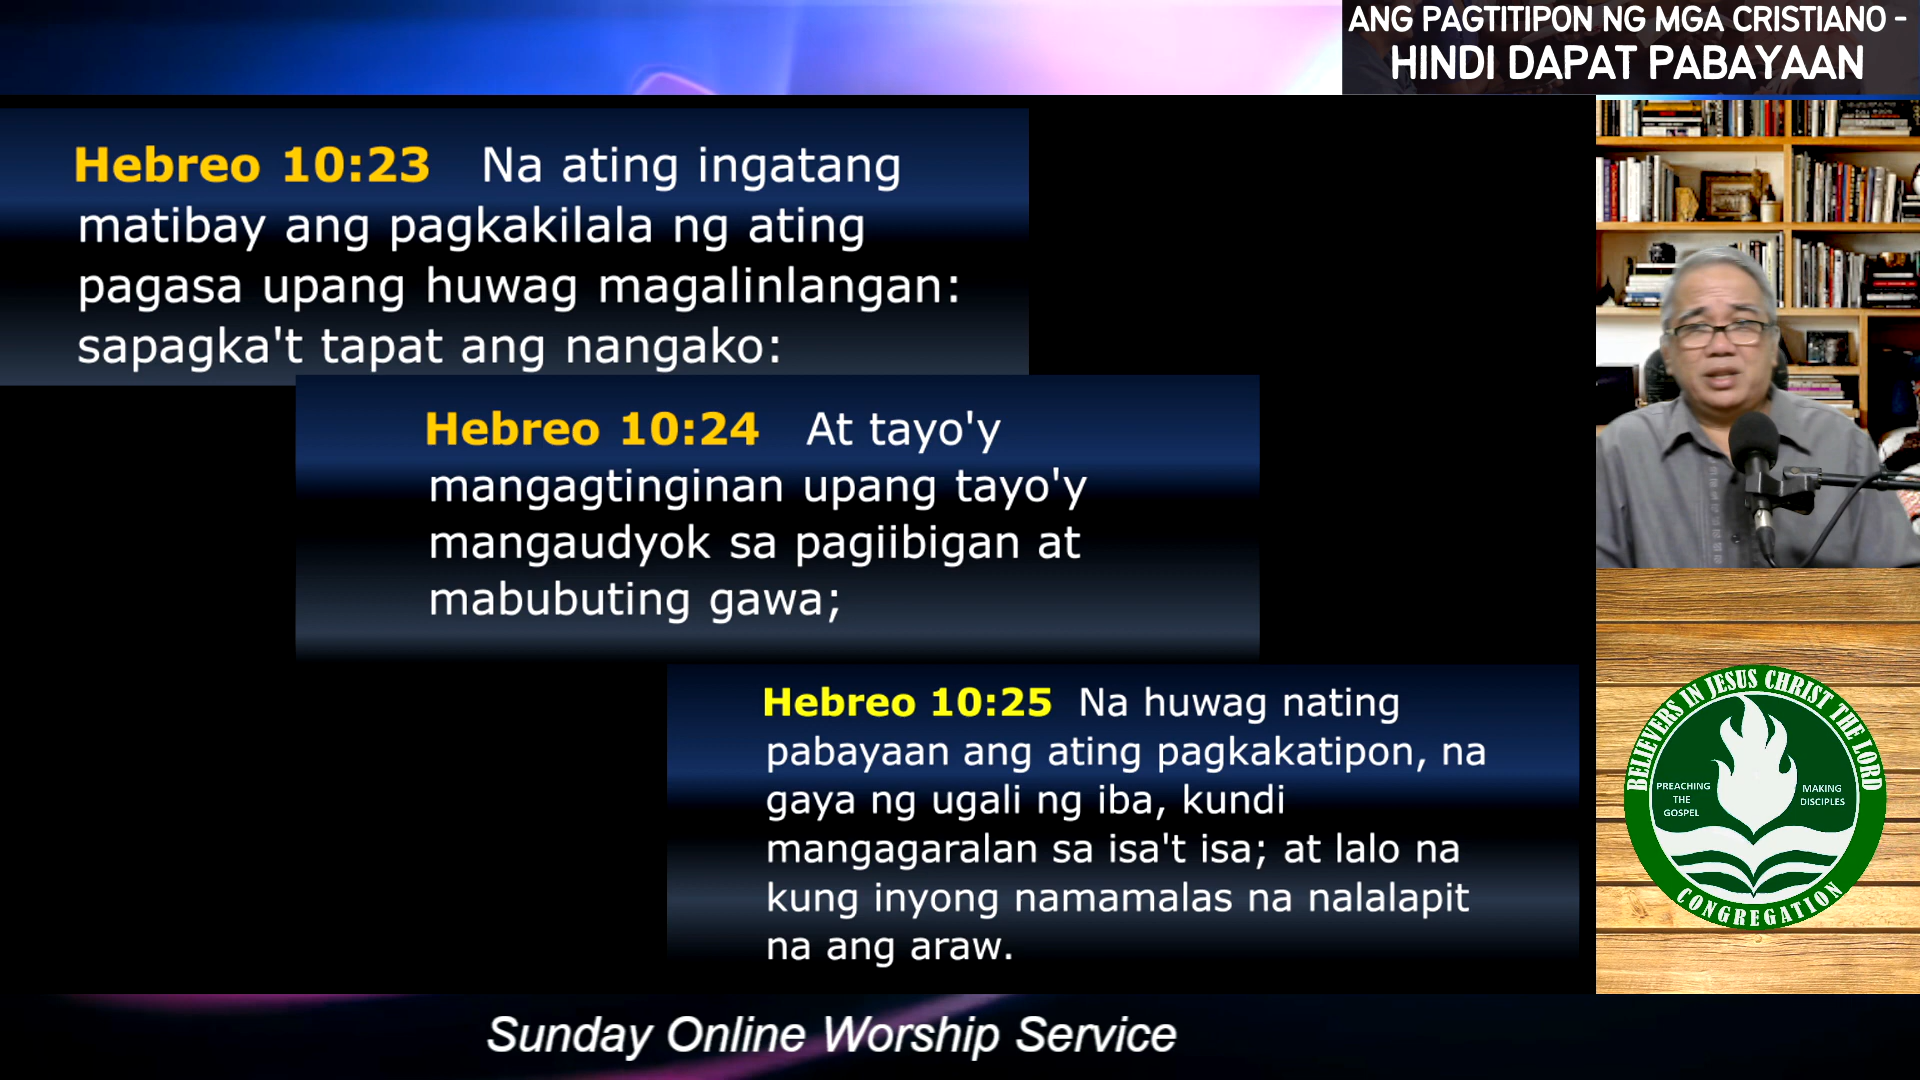 ANG PAGTITIPON NG MGA CRISTIANO -
HINDI DAPAT PABAYAAN
Hebreo 10:23 Na ating ingatang
matibay ang pagkakilala ng ating
pagasa upang huwag magalinlangan:
sapagka't tapat ang nangako:
Hebreo 10:24 At tayo'y
mangagtinginan upang tayo'y
mangaudyok sa pagiibigan at
mabubuting gawa;
Hebreo 10:25 Na huwag nating
pabayaan ang ating pagkakatipon, na
gaya ng ugali ng iba, kundi
mangagaralan sa isa't isa; at lalo na
kung inyong namamalas na nalalapit
na ang araw.
BELIEVERS IN JESUS CHRIST THE LORD
PREACHING
THE
GOSPEL
MAKING
DISCIPLES
CONGREGATION
Sunday Online Worship Service